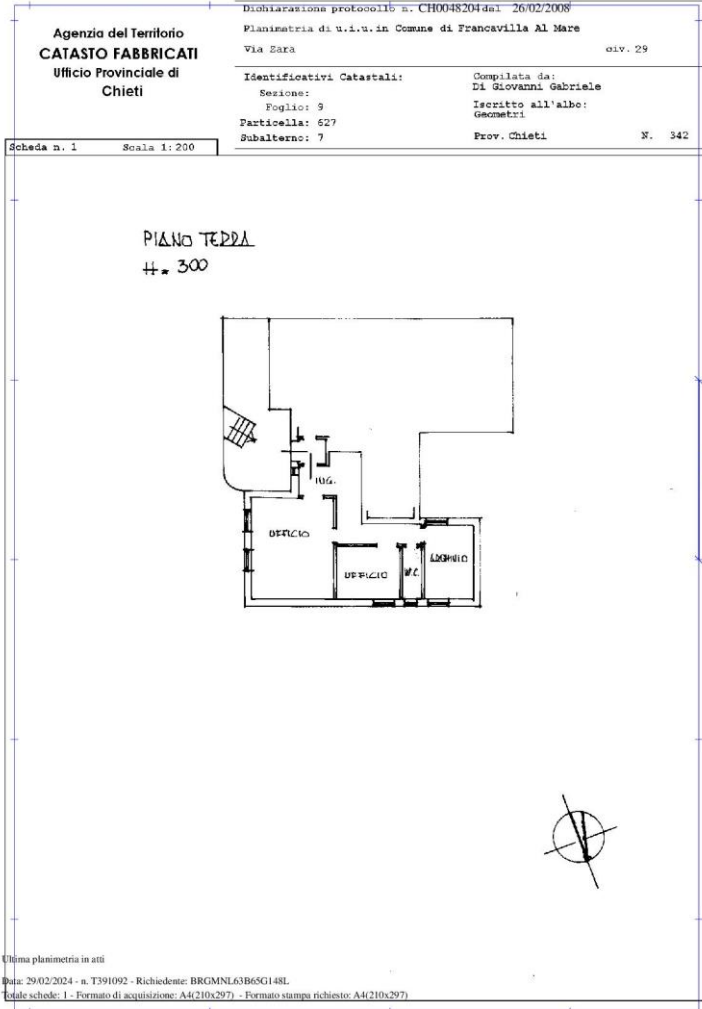 Agenzia del Territorio
CATASTO FABBRICATI
Ufficio Provinciale di
Chieti
Dichiarazione protocollo n. CH0048204 del 26/02/2008
Planimetria di u.i.u. in Comune di Francavilla Al Mare
Via Zara civ. 29
Identificativi Catastali:
Sezione:
Foglio: 9
Particella: 627
Subalterno: 7
Compilata da:
Di Giovanni Gabriele
Iscritto all'albo:
Geometri
Prov. Chieti N. 342
Scheda n. 1 Scala 1:200
PIANO TERRA
H = 300
ING.
UFFICIO
UFFICIO
W.C.
ARCHIVIO
Ultima planimetria in atti
Data: 29/02/2024 - n. T391092 - Richiedente: BRGMNL63B65G148L
Totale schede: 1 - Formato di acquisizione: A4(210x297) - Formato stampa richiesto: A4(210x297)